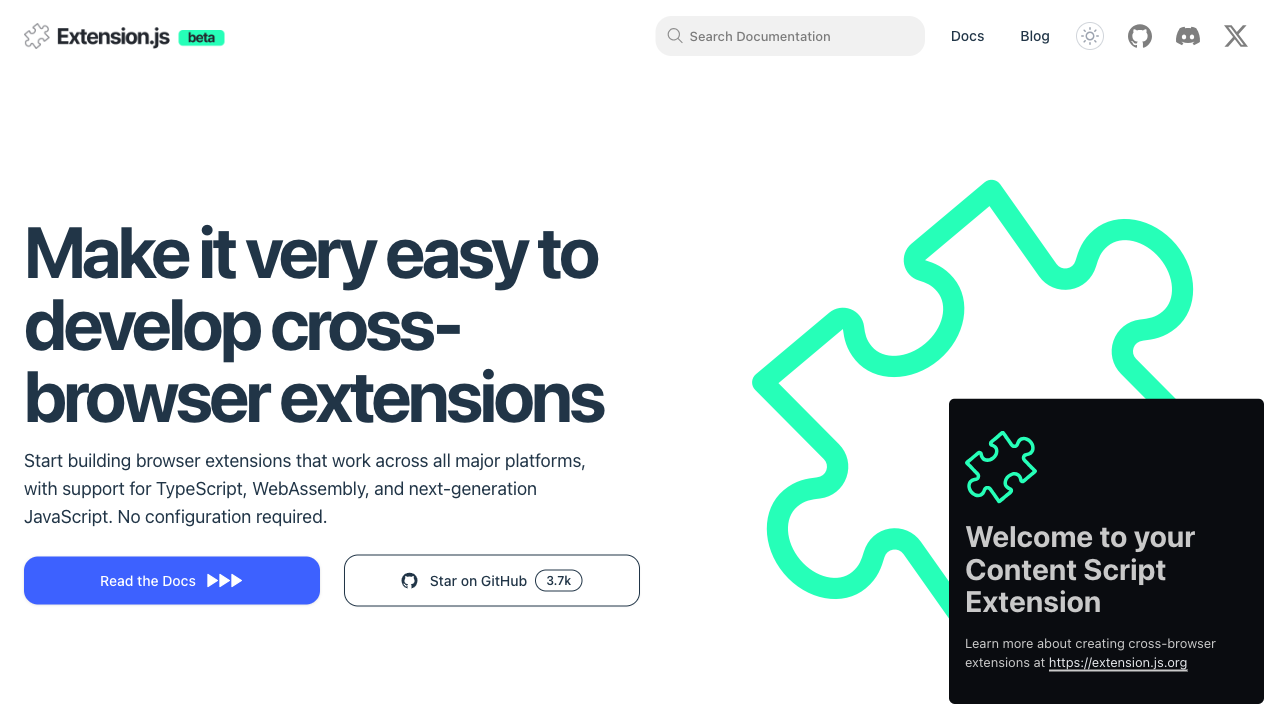 Extension.js beta
Search Documentation
Docs
Blog
Make it very easy to
develop cross-
browser extensions
Start building browser extensions that work across all major platforms,
with support for TypeScript, WebAssembly, and next-generation
JavaScript. No configuration required.
Read the Docs
Star on GitHub 3.7k
Welcome to your
Content Script
Extension
Learn more about creating cross-browser
extensions at https://extension.js.org